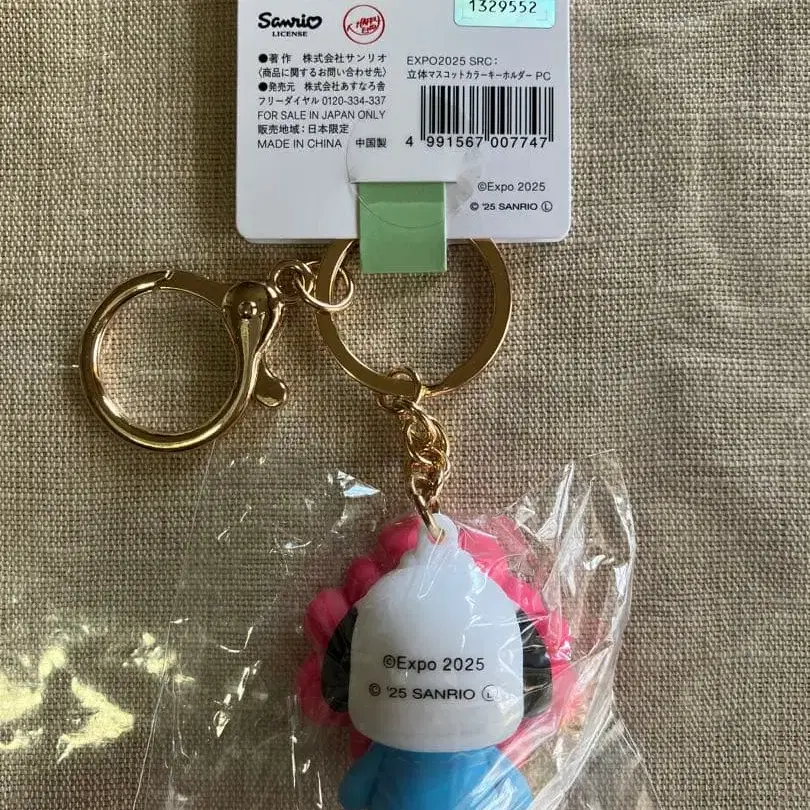 1329552
Sanrio
LICENSE
●著作 株式会社サンリオ
〈商品に関するお問い合わせ先〉
●発売元 株式会社あすなろ舎
フリーダイヤル 0120-334-337
FOR SALE IN JAPAN ONLY
販売地域:日本限定
MADE IN CHINA 中国製
EXPO2025 SRC:
立体マスコットカラーキーホルダー PC
4 991567 007747
©Expo 2025
© '25 SANRIO Ⓛ
©Expo 2025
© '25 SANRIO Ⓛ